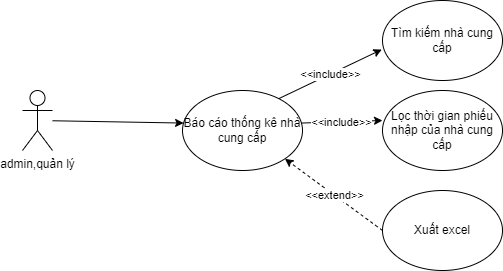 Tìm kiếm nhà cung
cấp
<<include>>
Báo cáo thống kê nhà
cung cấp
<<include>>
Lọc thời gian phiếu
nhập của nhà cung
cấp
admin,quản lý
<<extend>>
Xuất excel